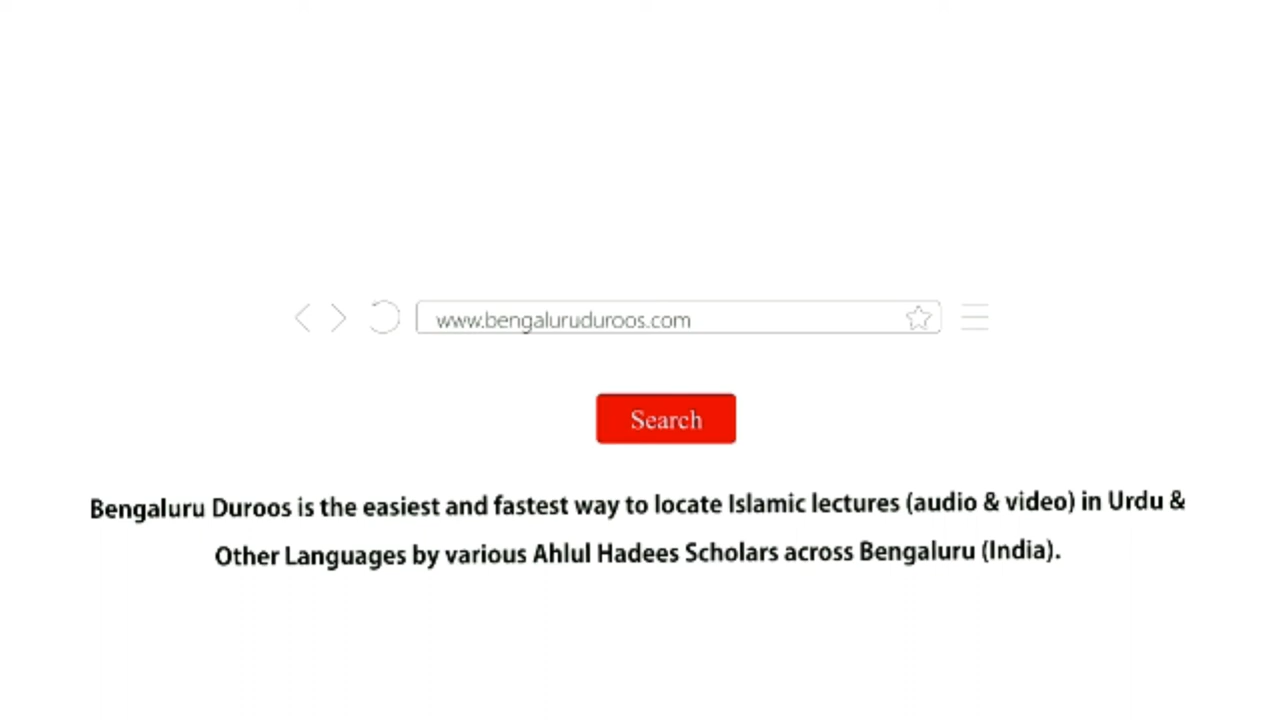 www.bengaluruduroos.com
Search
Bengaluru Duroos is the easiest and fastest way to locate Islamic lectures (audio & video) in Urdu &
Other Languages by various Ahlul Hadees Scholars across Bengaluru (India).